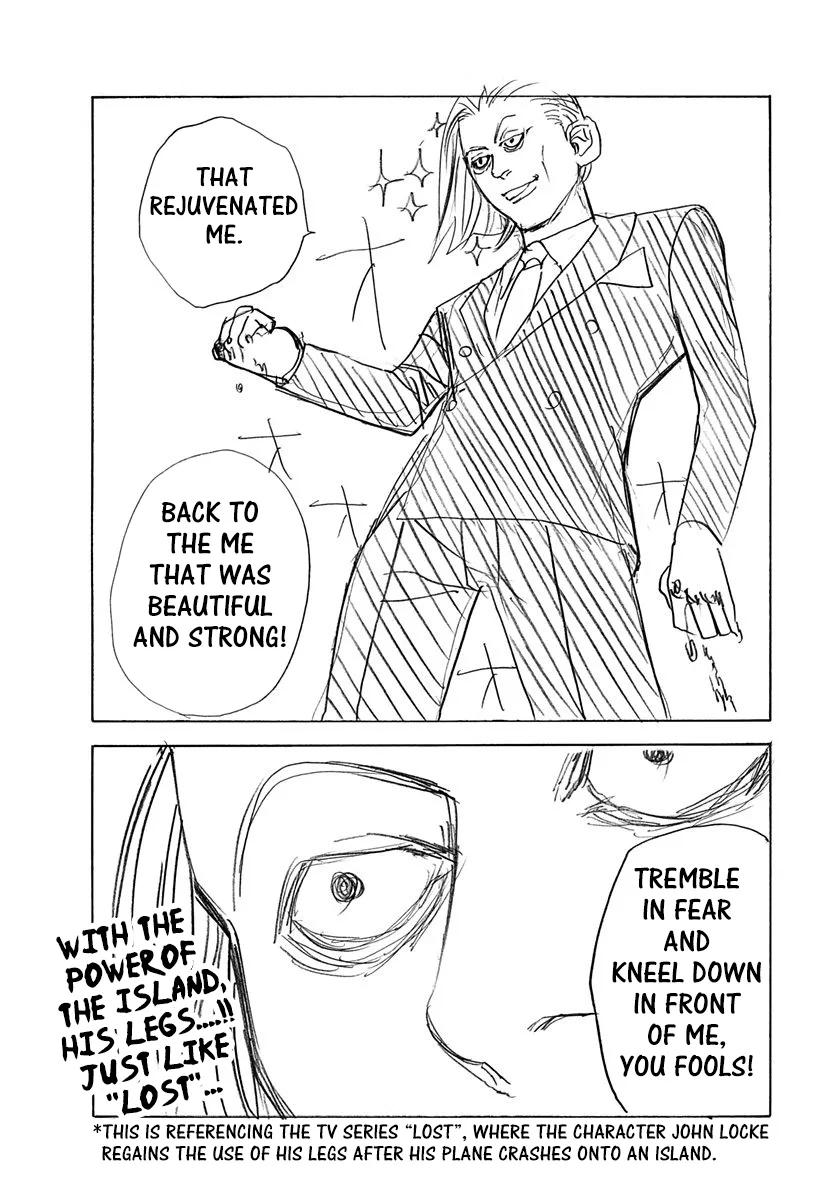 THAT
REJUVENATED
ME.
BACK TO
THE ME
THAT WAS
BEAUTIFUL
AND STRONG!
TREMBLE
IN FEAR
AND
KNEEL DOWN
IN FRONT
OF ME,
YOU FOOLS!
WITH THE
POWER OF
THE ISLAND,
HIS LEGS....!!
JUST LIKE
"LOST"...
*THIS IS REFERENCING THE TV SERIES “LOST”, WHERE THE CHARACTER JOHN LOCKE
REGAINS THE USE OF HIS LEGS AFTER HIS PLANE CRASHES ONTO AN ISLAND.